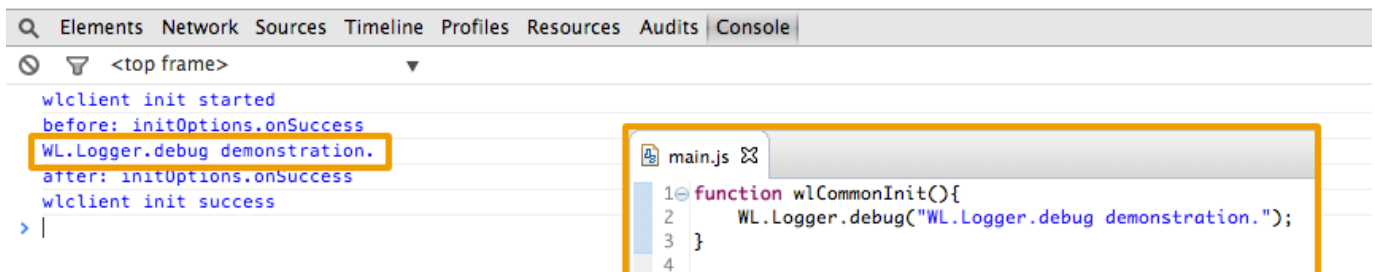 Elements Network Sources Timeline Profiles Resources Audits Console
<top frame> ▼
wlclient init started
before: initOptions.onSuccess
WL.Logger.debug demonstration.
after: initOptions.onSuccess
wlclient init success
>
main.js
1 function wlCommonInit(){
2 WL.Logger.debug("WL.Logger.debug demonstration.");
3 }
4